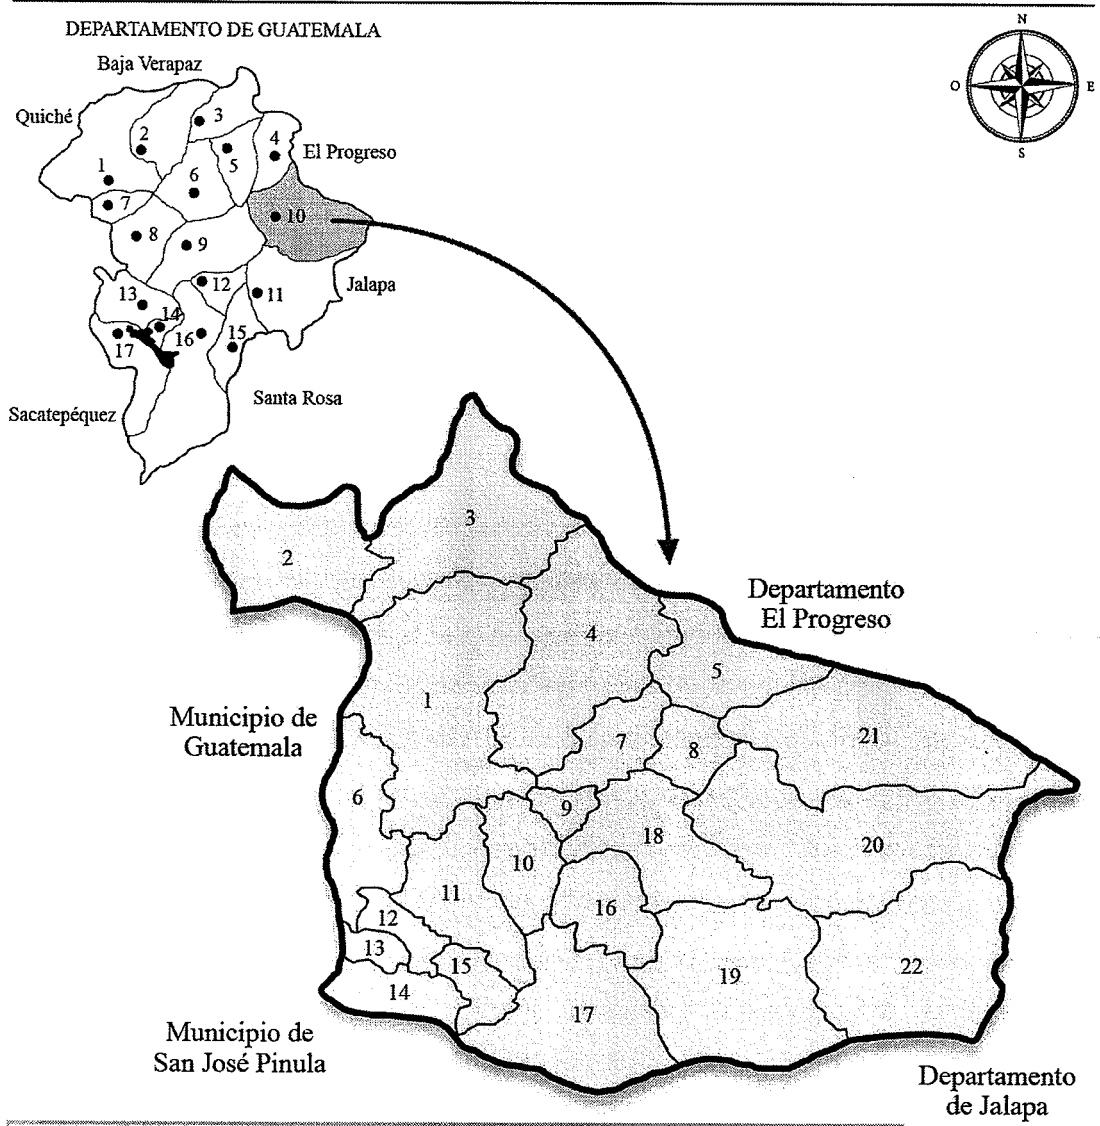 DEPARTAMENTO DE GUATEMALA
N
Baja Verapaz
O
E
Quiché
3
2
4
El Progreso
5
S
1
6
7
10
8
9
12
Jalapa
13
11
14
16
15
17
Santa Rosa
Sacatepéquez
3
2
Departamento
El Progreso
4
5
1
Municipio de
Guatemala
21
7
8
6
9
18
20
10
11
16
12
13
15
22
19
14
17
Municipio de
San José Pinula
Departamento
de Jalapa